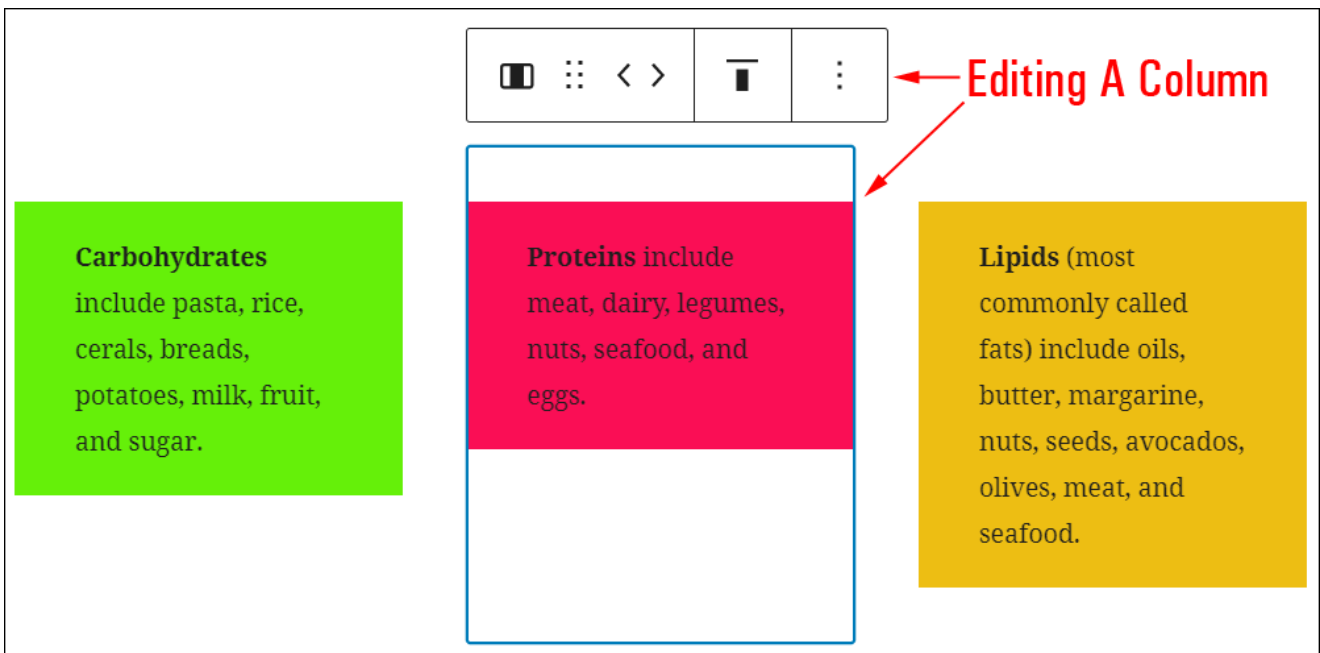 Editing A Column
Carbohydrates
include pasta, rice,
cerals, breads,
potatoes, milk, fruit,
and sugar.
Proteins include
meat, dairy, legumes,
nuts, seafood, and
eggs.
Lipids (most
commonly called
fats) include oils,
butter, margarine,
nuts, seeds, avocados,
olives, meat, and
seafood.